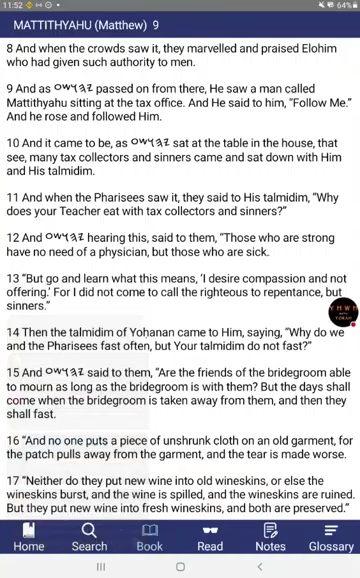 11:52
64%
MATTITHYAHU (Matthew) 9
8 And when the crowds saw it, they marvelled and praised Elohim
who had given such authority to men.
9 And as 𐤉𐤄𐤅𐤔𐤏 passed on from there, He saw a man called
Mattithyahu sitting at the tax office. And He said to him, “Follow Me.”
And he rose and followed Him.
10 And it came to be, as 𐤉𐤄𐤅𐤔𐤏 sat at the table in the house, that
see, many tax collectors and sinners came and sat down with Him
and His talmidim.
11 And when the Pharisees saw it, they said to His talmidim, “Why
does your Teacher eat with tax collectors and sinners?”
12 And 𐤉𐤄𐤅𐤔𐤏 hearing this, said to them, “Those who are strong
have no need of a physician, but those who are sick.
13 “But go and learn what this means, ‘I desire compassion and not
offering.’ For I did not come to call the righteous to repentance, but
sinners.”
YHWH
14 Then the talmidim of Yoḥanan came to Him, saying, “Why do we
and the Pharisees fast often, but Your talmidim do not fast?”
15 And 𐤉𐤄𐤅𐤔𐤏 said to them, “Are the friends of the bridegroom able
to mourn as long as the bridegroom is with them? But the days shall
come when the bridegroom is taken away from them, and then they
shall fast.
16 “And no one puts a piece of unshrunk cloth on an old garment, for
the patch pulls away from the garment, and the tear is made worse.
17 “Neither do they put new wine into old wineskins, or else the
wineskins burst, and the wine is spilled, and the wineskins are ruined.
But they put new wine into fresh wineskins, and both are preserved.”
Home Search Book Read Notes Glossary